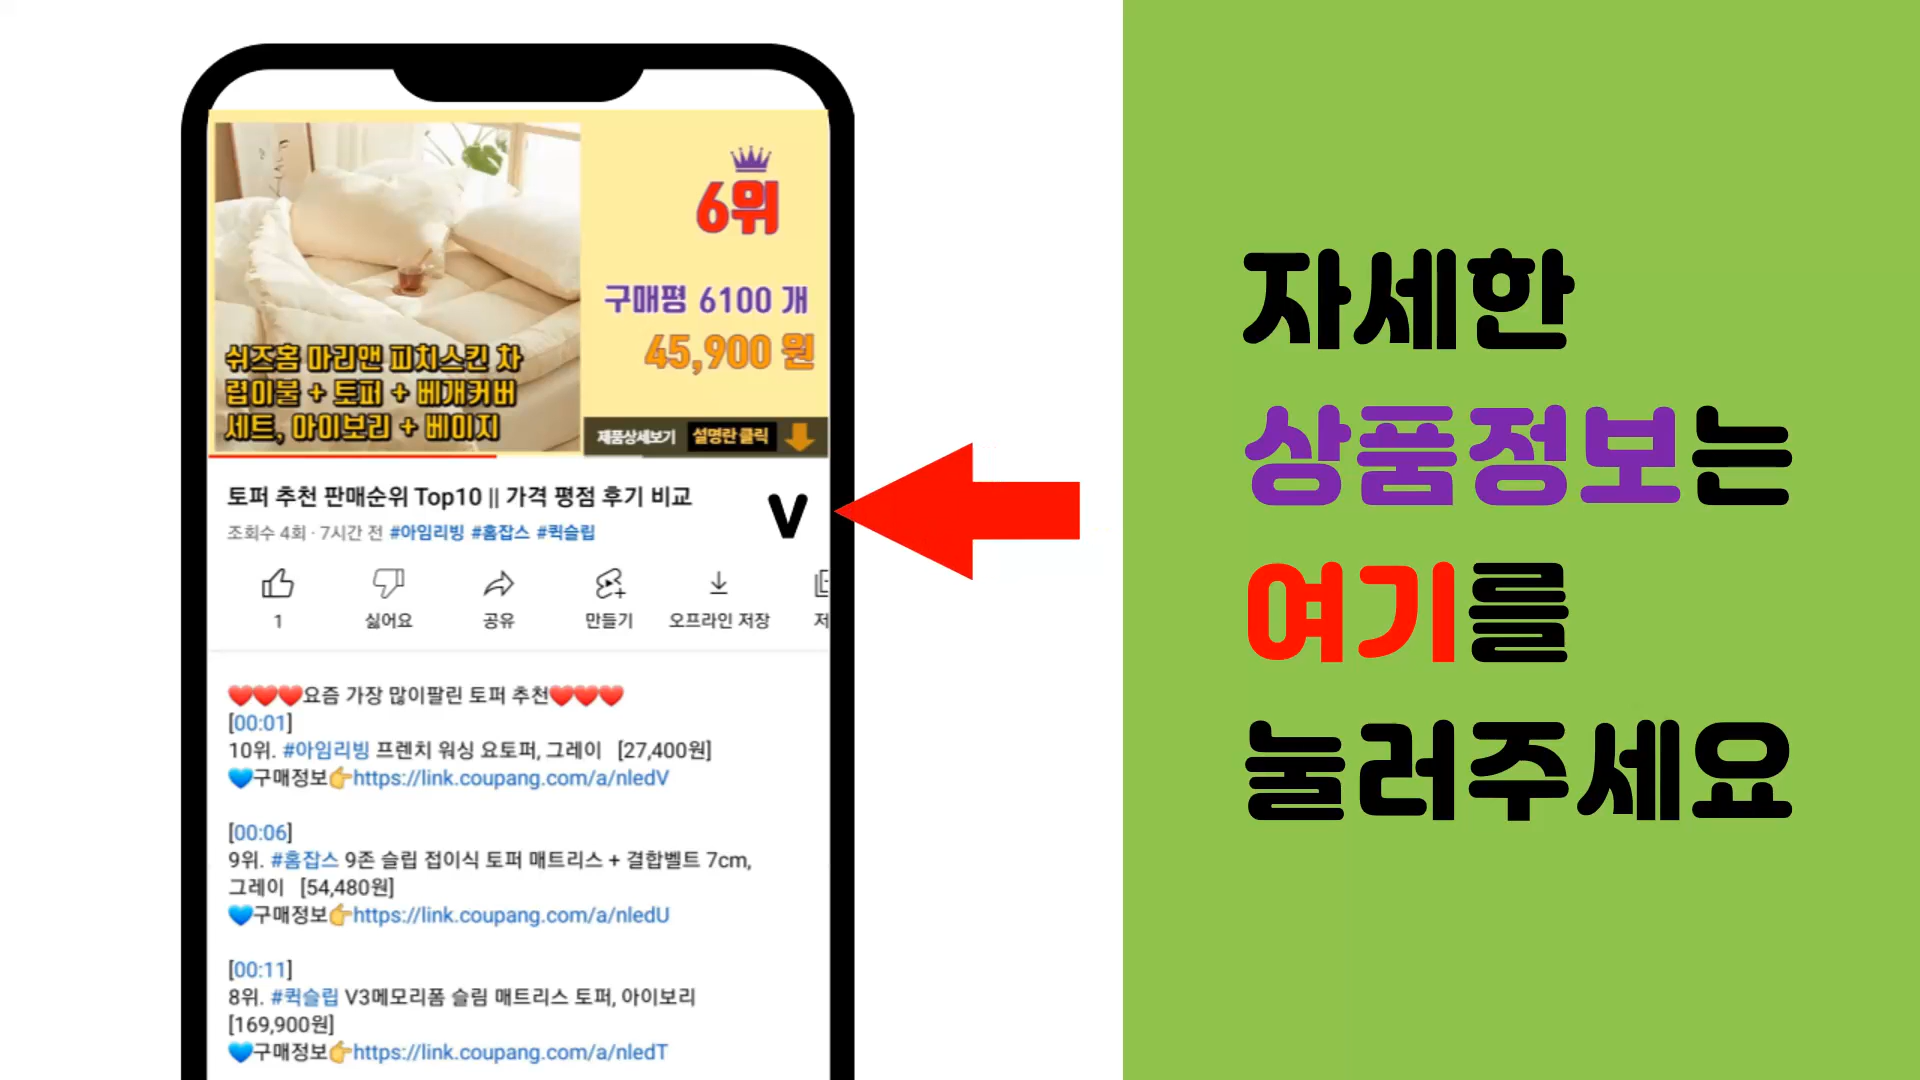 6위
구매평 6100 개
45,900 원
쉬즈홈 마리앤 피치스킨 차
렵이불 + 토퍼 + 베개커버
세트, 아이보리 + 베이지
제품상세보기 설명란 클릭
토퍼 추천 판매순위 Top10 || 가격 평점 후기 비교
V
조회수 4회 · 7시간 전 #아임리빙 #홈잡스 #퀵슬립
1 싫어요 공유 만들기 오프라인 저장 저
❤️❤️❤️요즘 가장 많이팔린 토퍼 추천❤️❤️❤️
[00:01]
10위. #아임리빙 프렌치 워싱 요토퍼, 그레이 [27,400원]
💙구매정보👉https://link.coupang.com/a/nledV
[00:06]
9위. #홈잡스 9존 슬립 접이식 토퍼 매트리스 + 결합벨트 7cm,
그레이 [54,480원]
💙구매정보👉https://link.coupang.com/a/nledU
[00:11]
8위. #퀵슬립 V3메모리폼 슬림 매트리스 토퍼, 아이보리
[169,900원]
💙구매정보👉https://link.coupang.com/a/nledT
자세한
상품정보는
여기를
눌러주세요